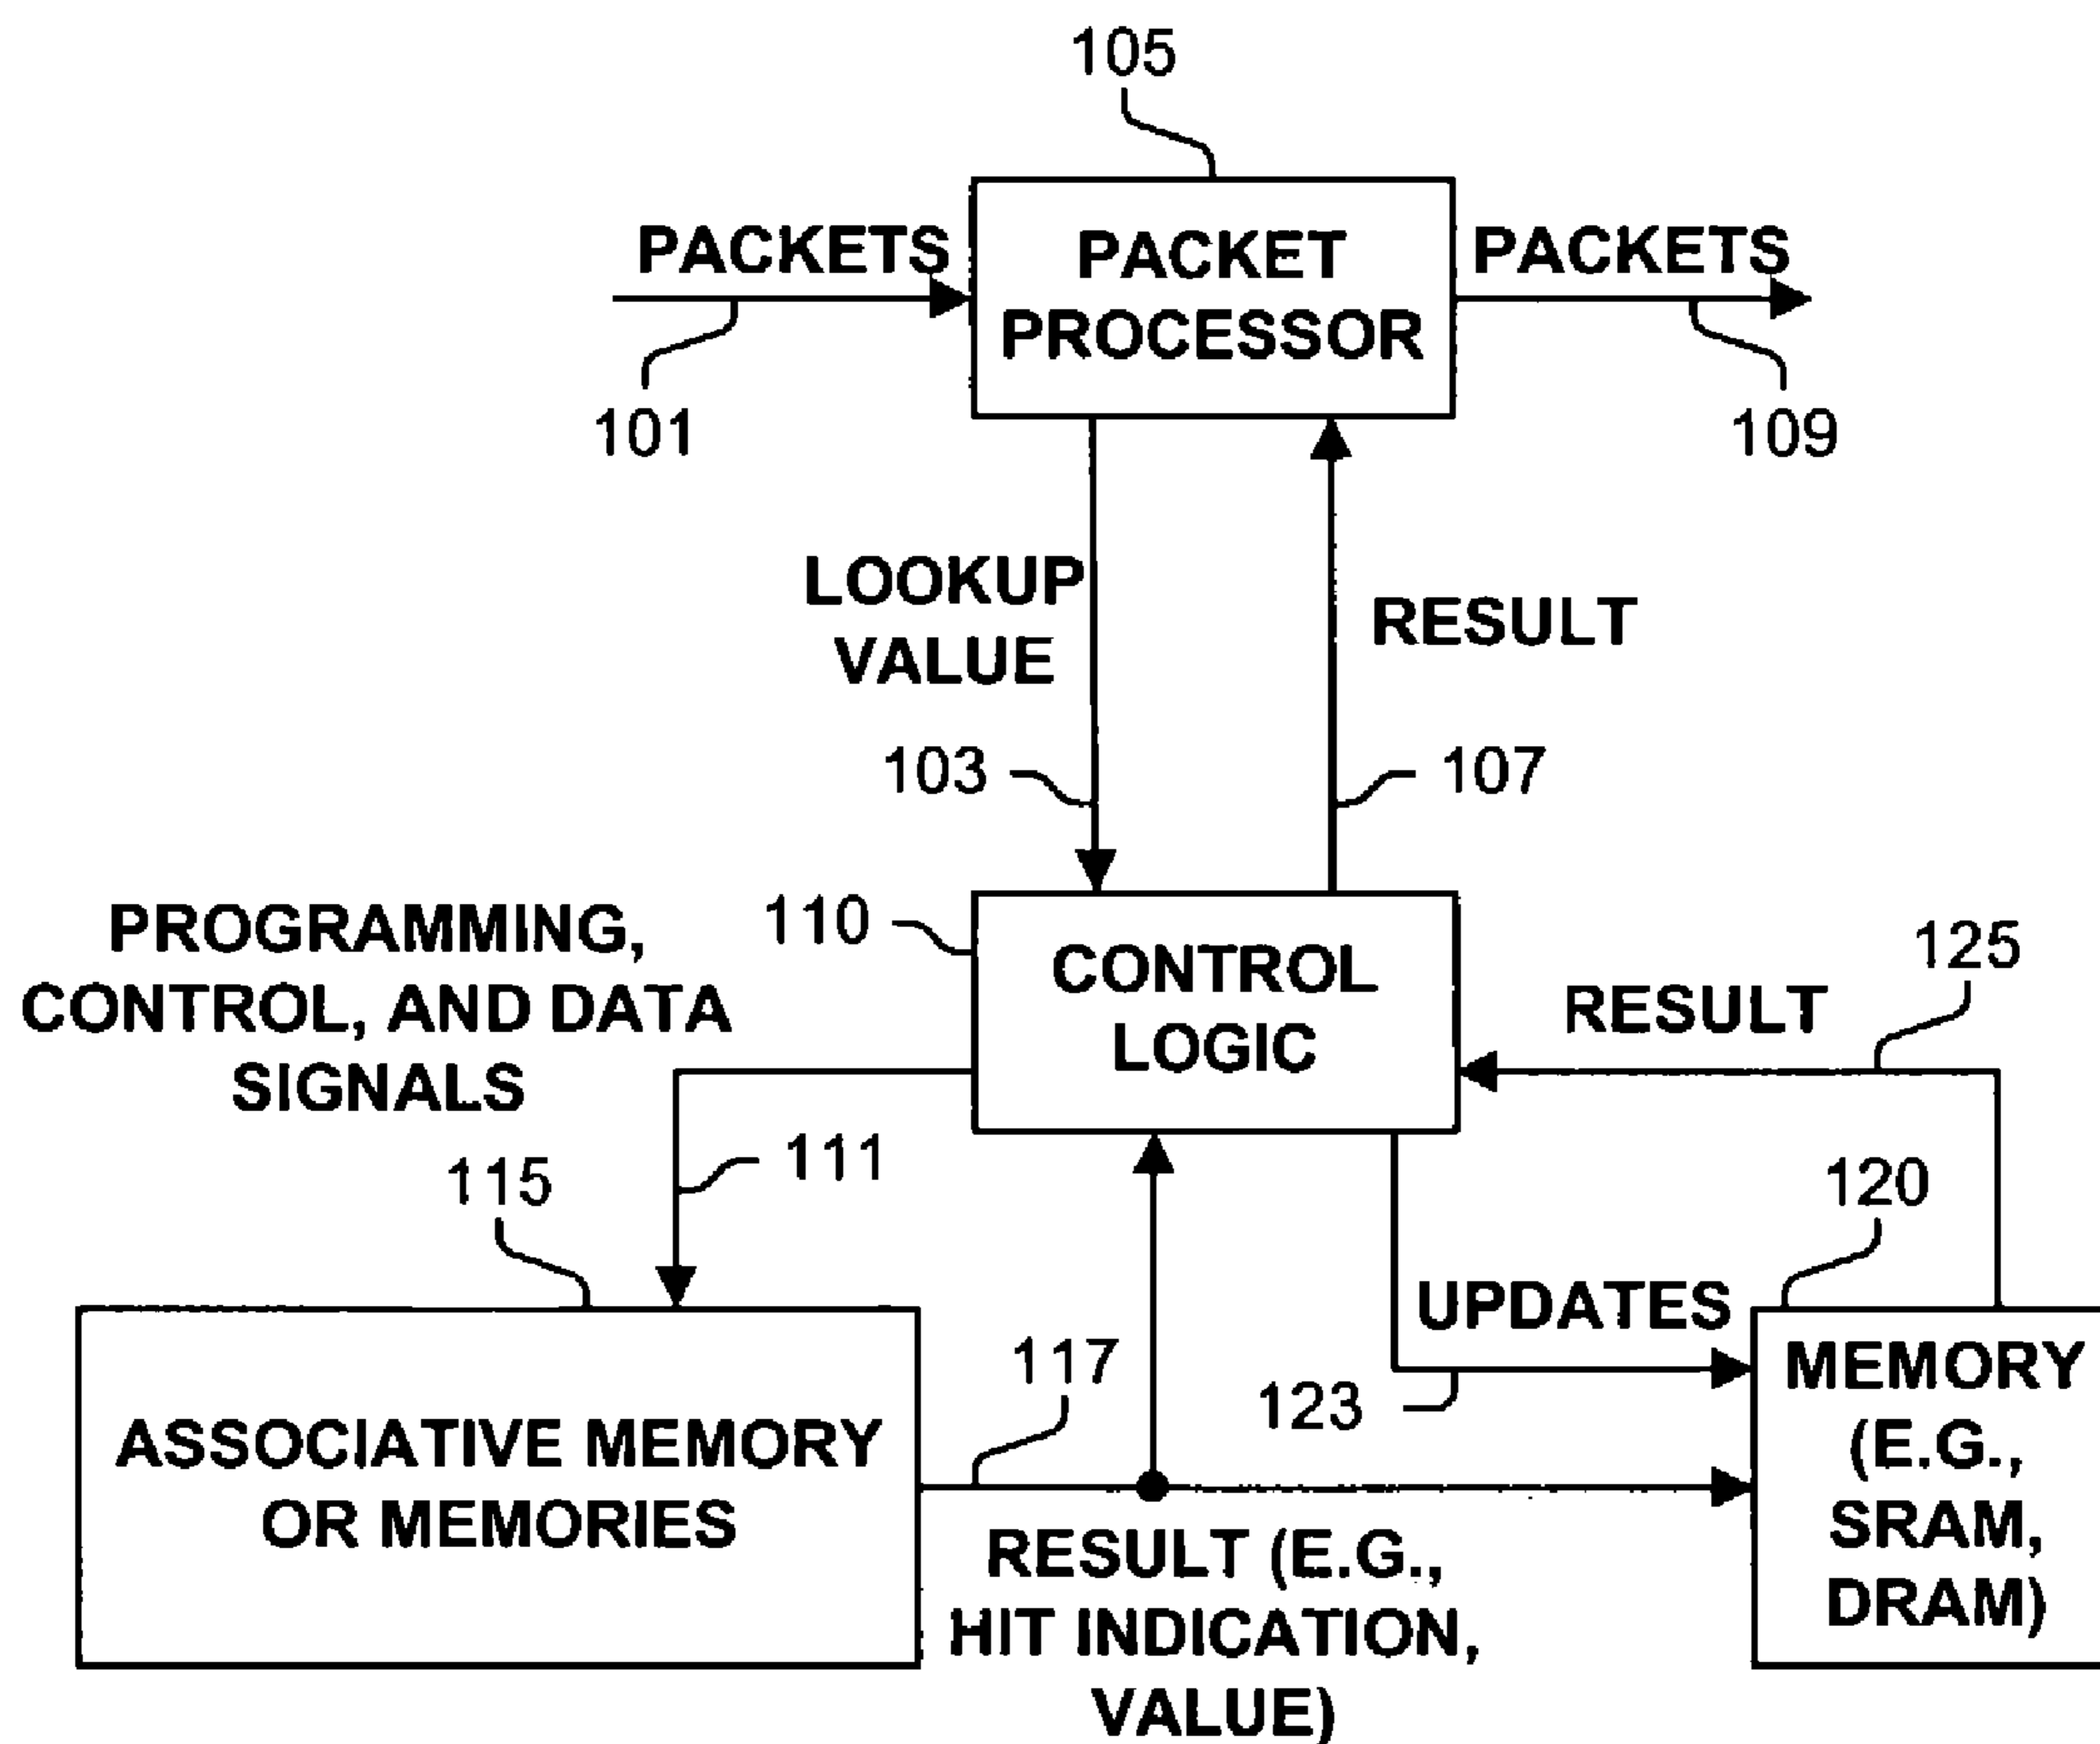 105
PACKETS
PACKET
PROCESSOR
PACKETS
101
109
LOOKUP
VALUE
RESULT
103
107
PROGRAMMING,
CONTROL, AND DATA
SIGNALS
110
CONTROL
LOGIC
125
RESULT
111
115
120
UPDATES
117
123
ASSOCIATIVE MEMORY
OR MEMORIES
MEMORY
(E.G.,
SRAM,
DRAM)
RESULT (E.G.,
HIT INDICATION,
VALUE)